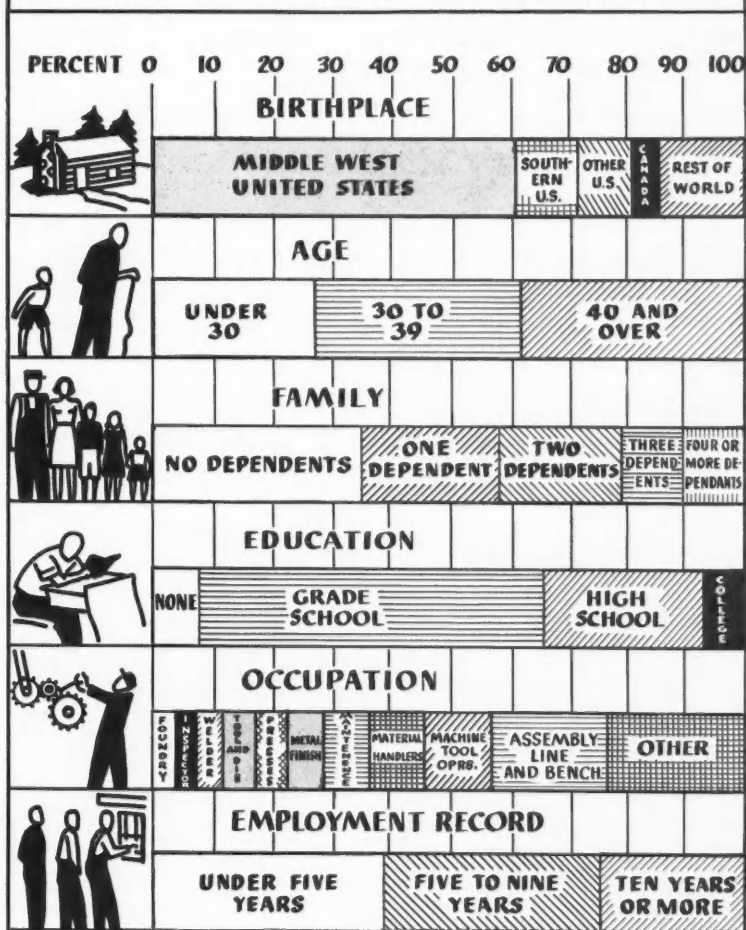 PERCENT 0 10 20 30 40 50 60 70 80 90 100
BIRTHPLACE
MIDDLE WEST
UNITED STATES
SOUTH-
ERN
U.S.
OTHER
U.S.
CANADA
REST OF
WORLD
AGE
UNDER
30
30 TO
39
40 AND
OVER
FAMILY
NO DEPENDENTS
ONE
DEPENDENT
TWO
DEPENDENTS
THREE
DEPEND-
ENTS
FOUR OR
MORE DE-
PENDANTS
EDUCATION
NONE
GRADE
SCHOOL
HIGH
SCHOOL
COLLEGE
OCCUPATION
FOUNDRY
INSPECTOR
WELDER
TOOL AND DIE
PRESSES
METAL
FINISH
MAINTENENCE
MATERIAL
HANDLERS
MACHINE
TOOL
OPRS.
ASSEMBLY
LINE
AND BENCH
OTHER
EMPLOYMENT RECORD
UNDER FIVE
YEARS
FIVE TO NINE
YEARS
TEN YEARS
OR MORE